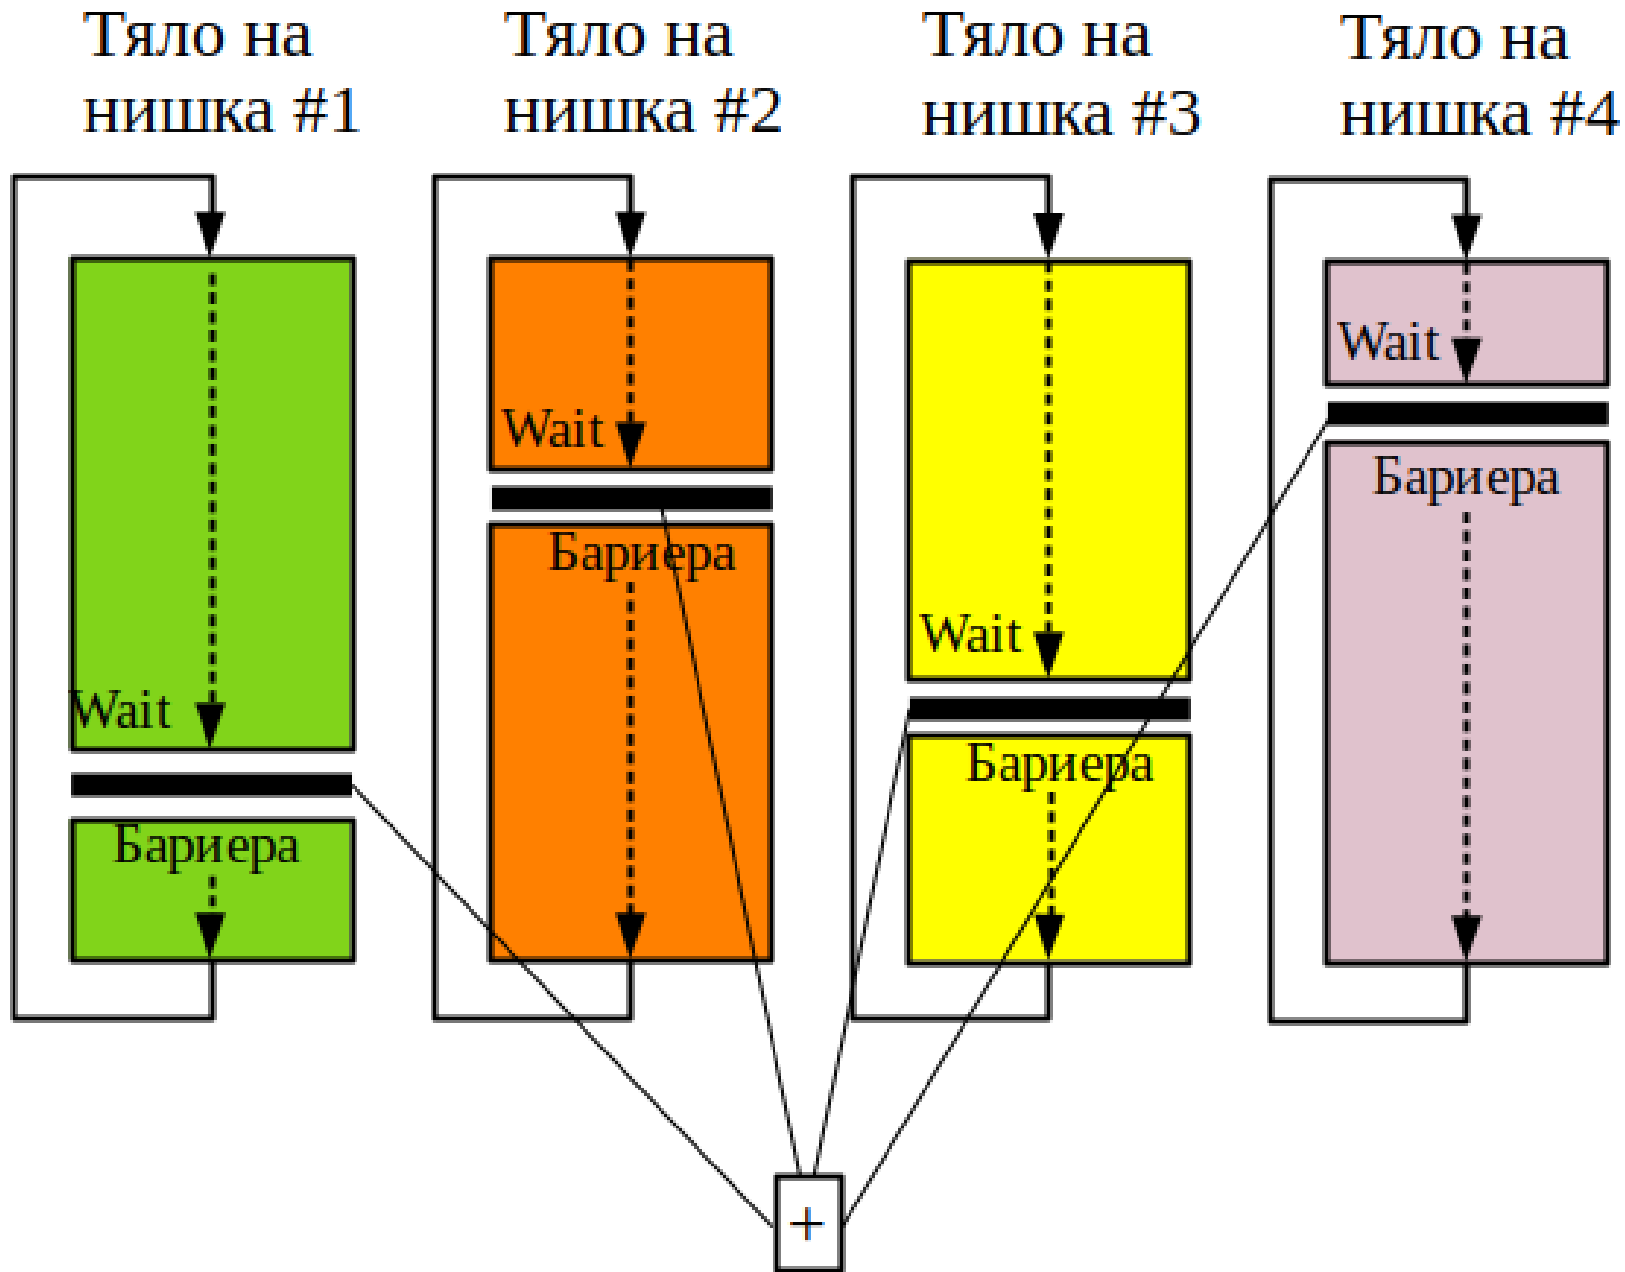 Тяло на
нишка #1
Тяло на
нишка #2
Тяло на
нишка #3
Тяло на
нишка #4
Wait
Бариера
Wait
Бариера
Wait
Бариера
Wait
Бариера
+